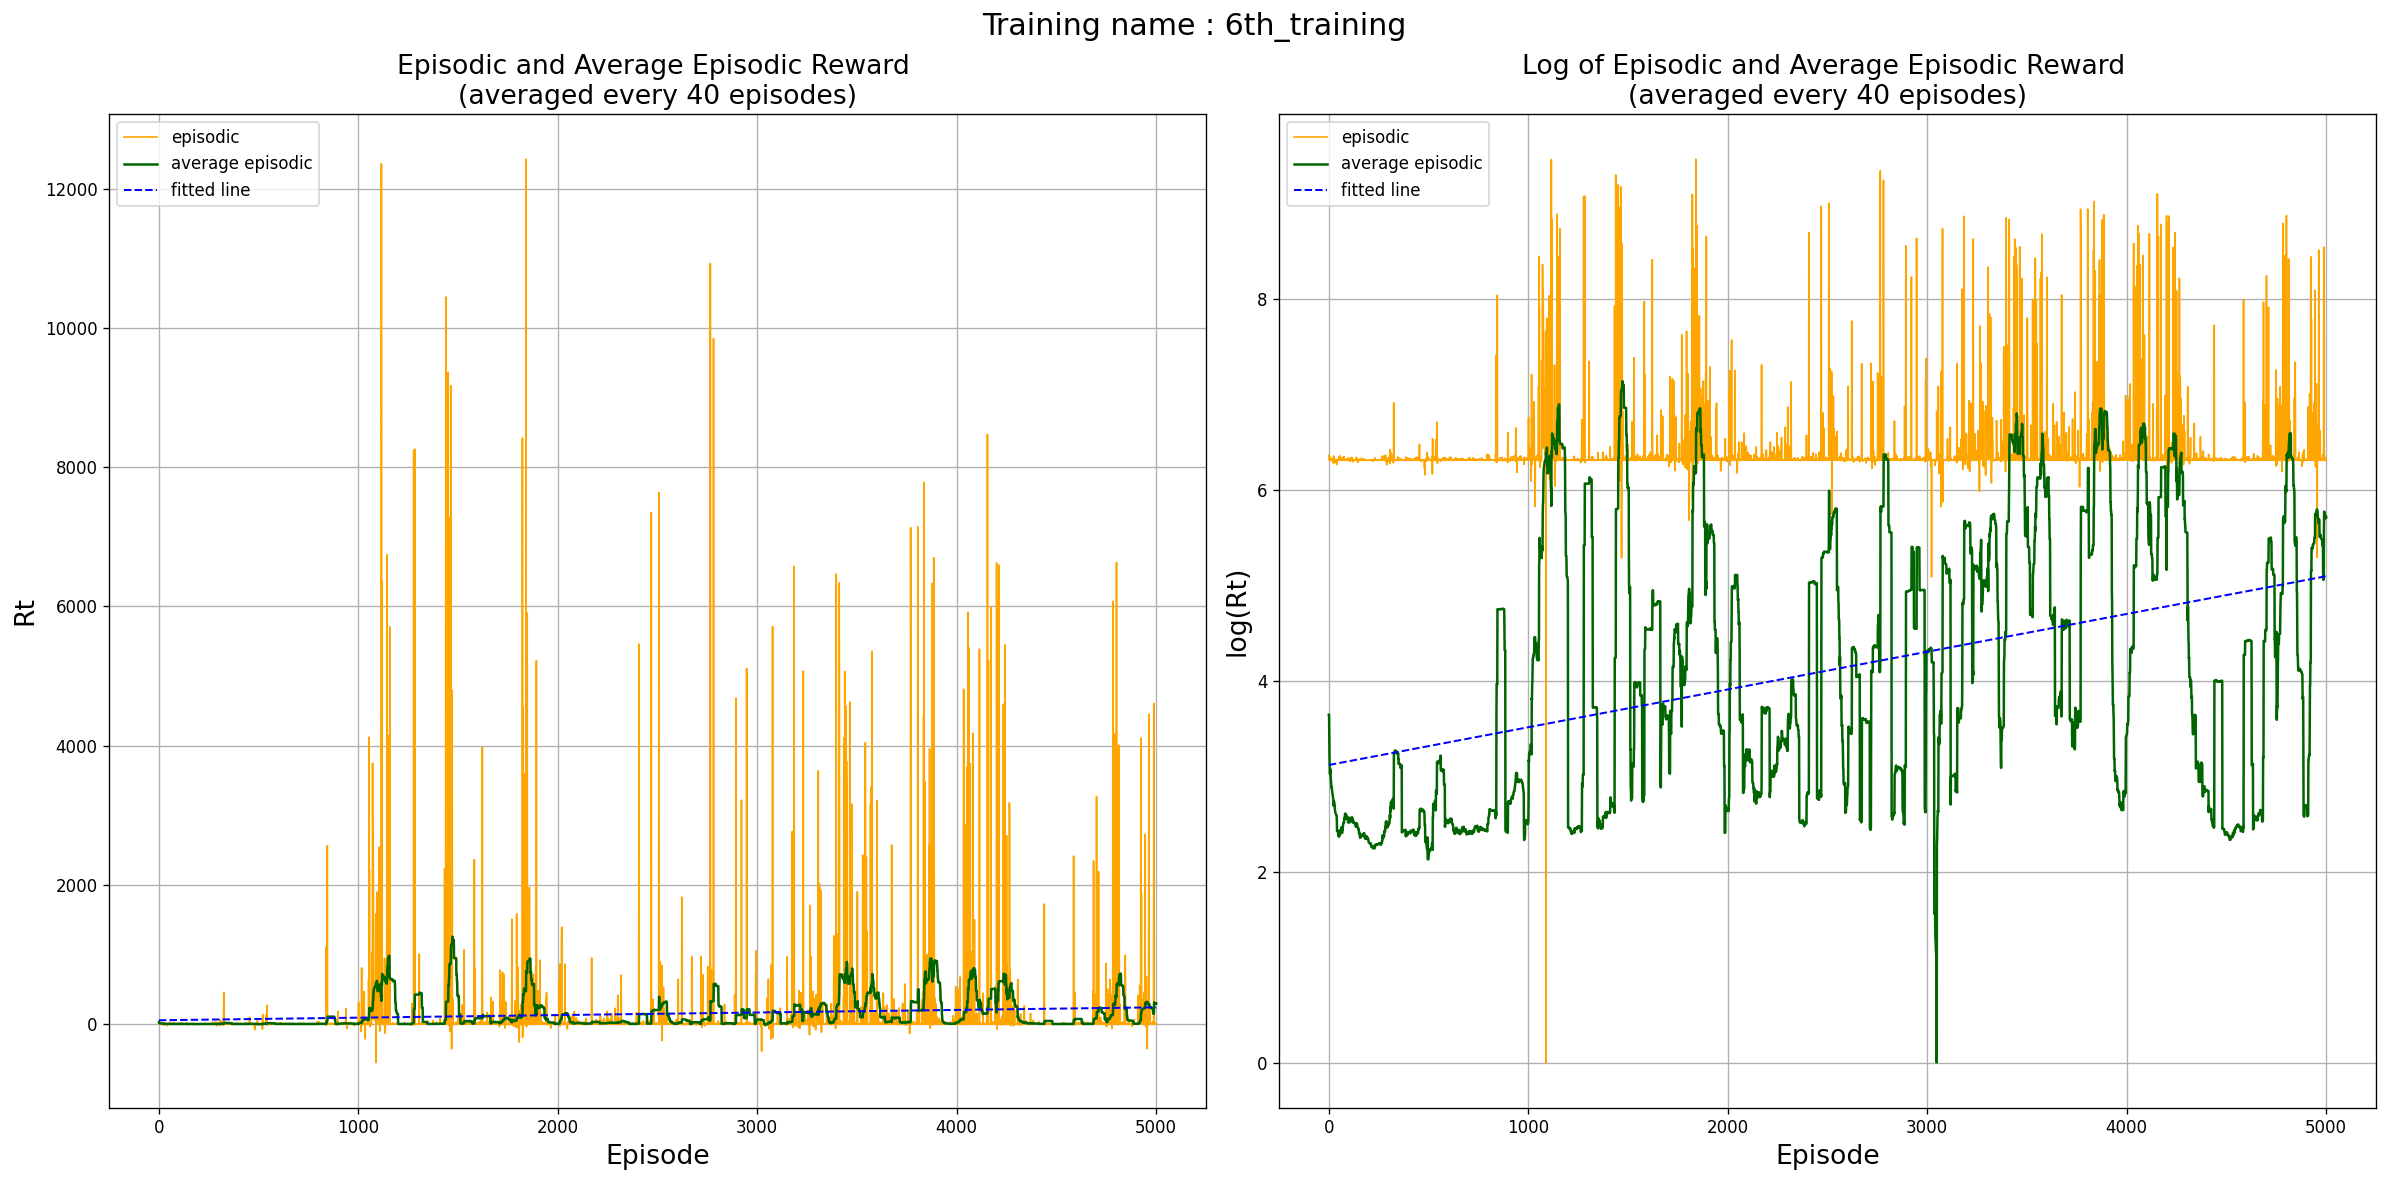 Training name : 6th_training
Episodic and Average Episodic Reward
(averaged every 40 episodes)
episodic
average episodic
fitted line
12000
10000
8000
6000
4000
2000
0
Rt
0
1000
2000
3000
4000
5000
Episode
Log of Episodic and Average Episodic Reward
(averaged every 40 episodes)
episodic
average episodic
fitted line
8
6
4
2
0
log(Rt)
0
1000
2000
3000
4000
5000
Episode